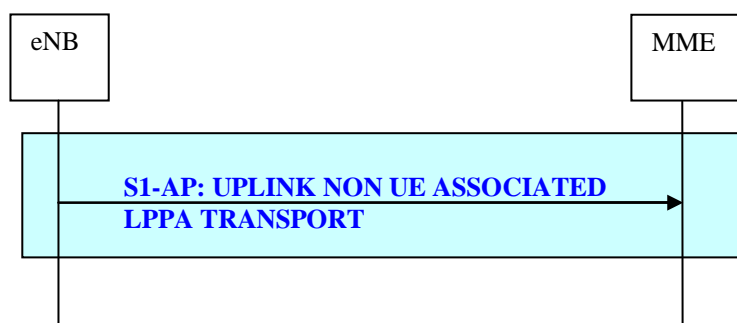 eNB
MME
S1-AP: UPLINK NON UE ASSOCIATED
LPPA TRANSPORT